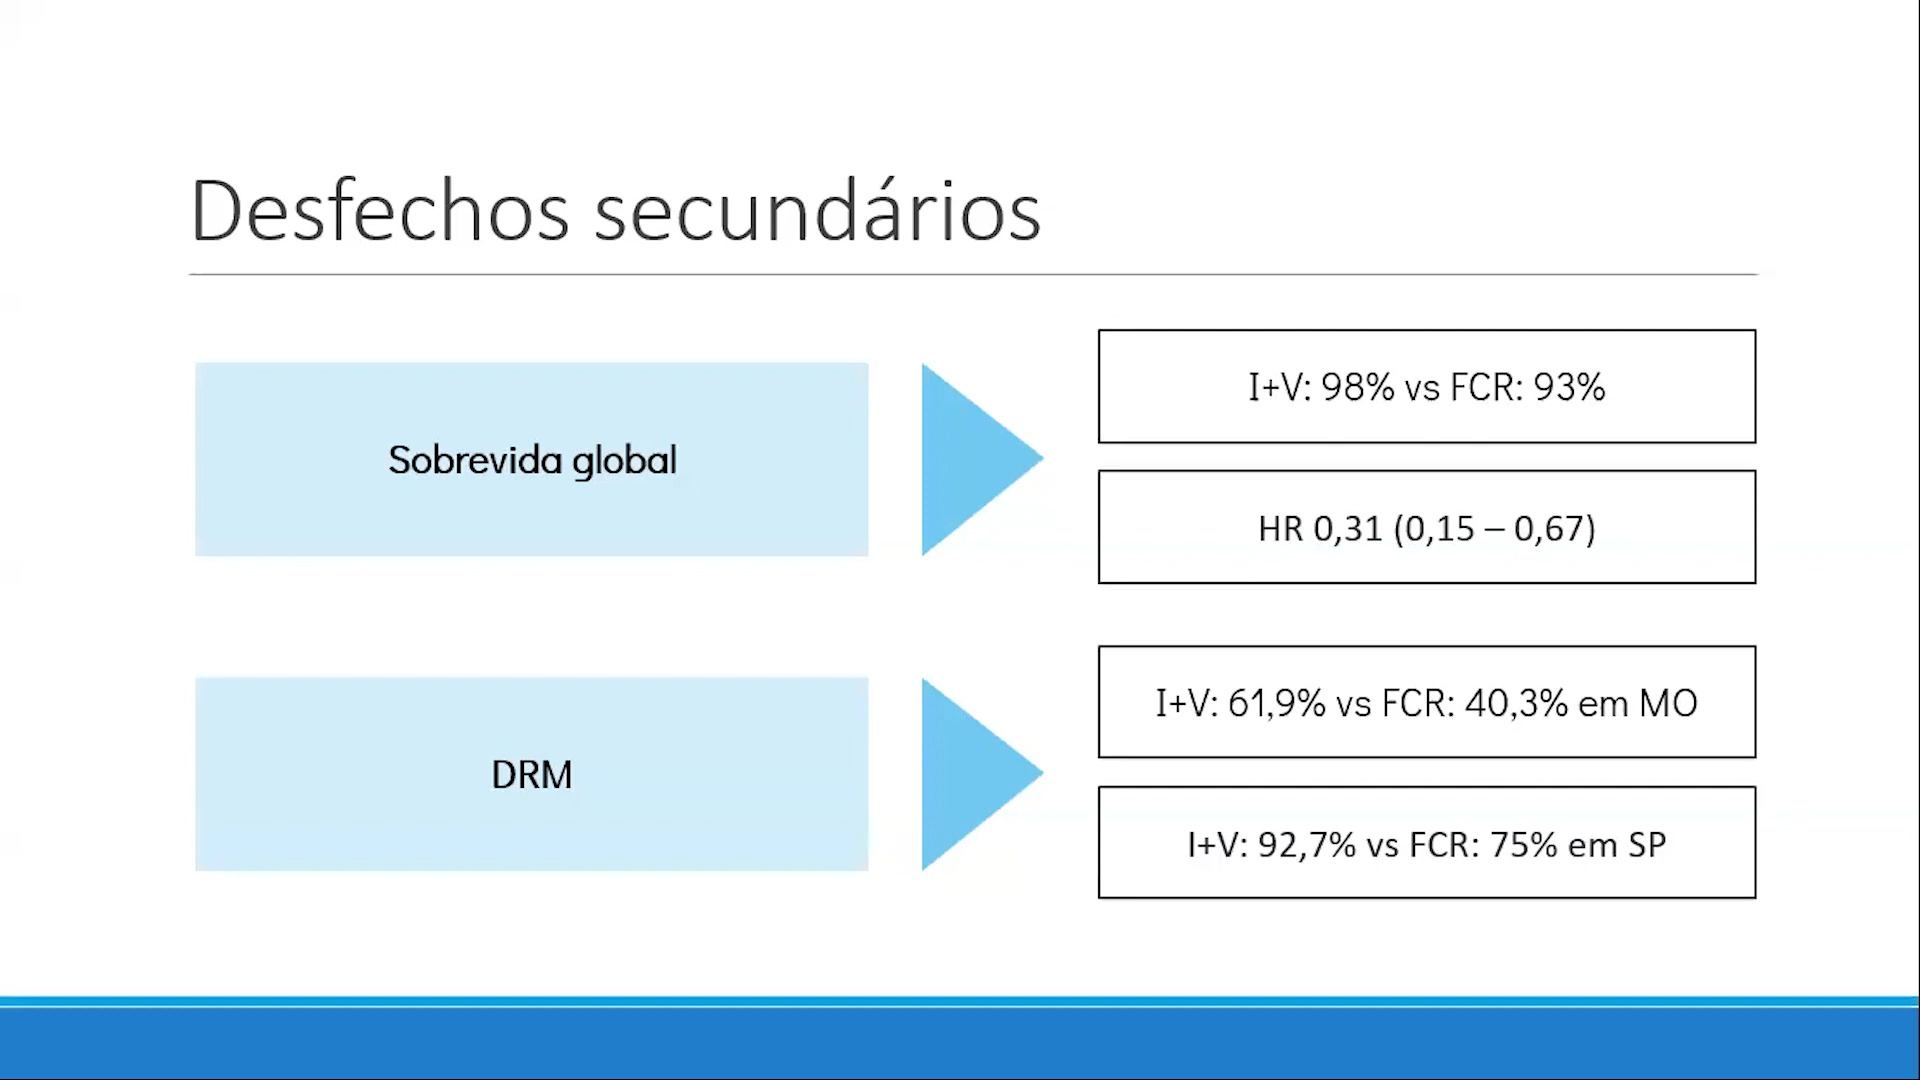 Desfechos secundários
Sobrevida global
I+V: 98% vs FCR: 93%
HR 0,31 (0,15 – 0,67)
DRM
I+V: 61,9% vs FCR: 40,3% em MO
I+V: 92,7% vs FCR: 75% em SP